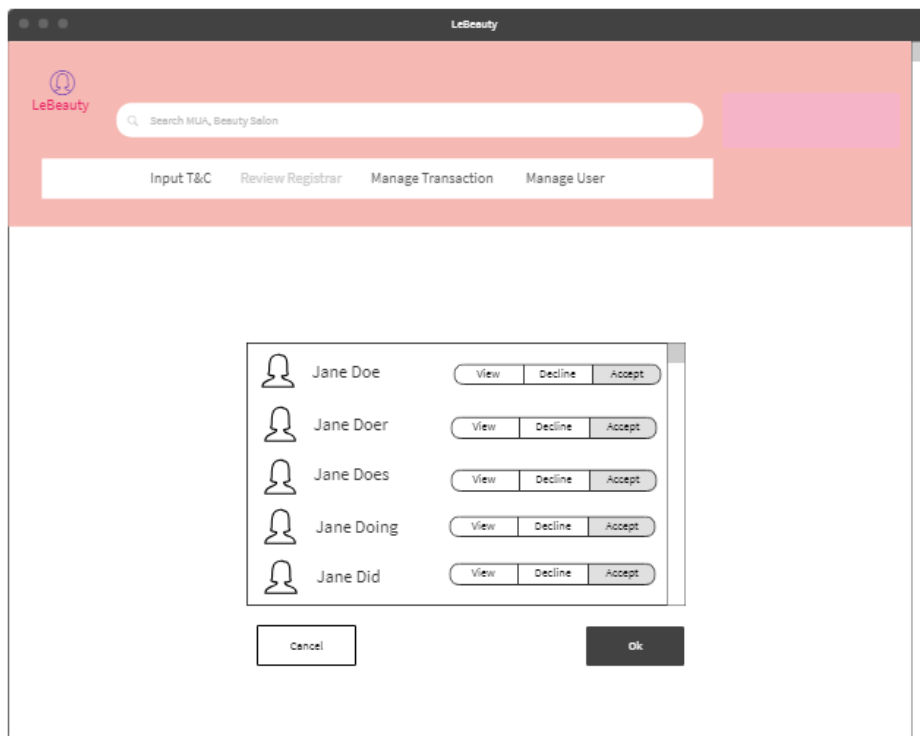 LeBeauty
LeBeauty
Search MUA, Beauty Salon
Input T&C Review Registrar Manage Transaction Manage User
Jane Doe View Decline Accept
Jane Doer View Decline Accept
Jane Does View Decline Accept
Jane Doing View Decline Accept
Jane Did View Decline Accept
Cancel Ok